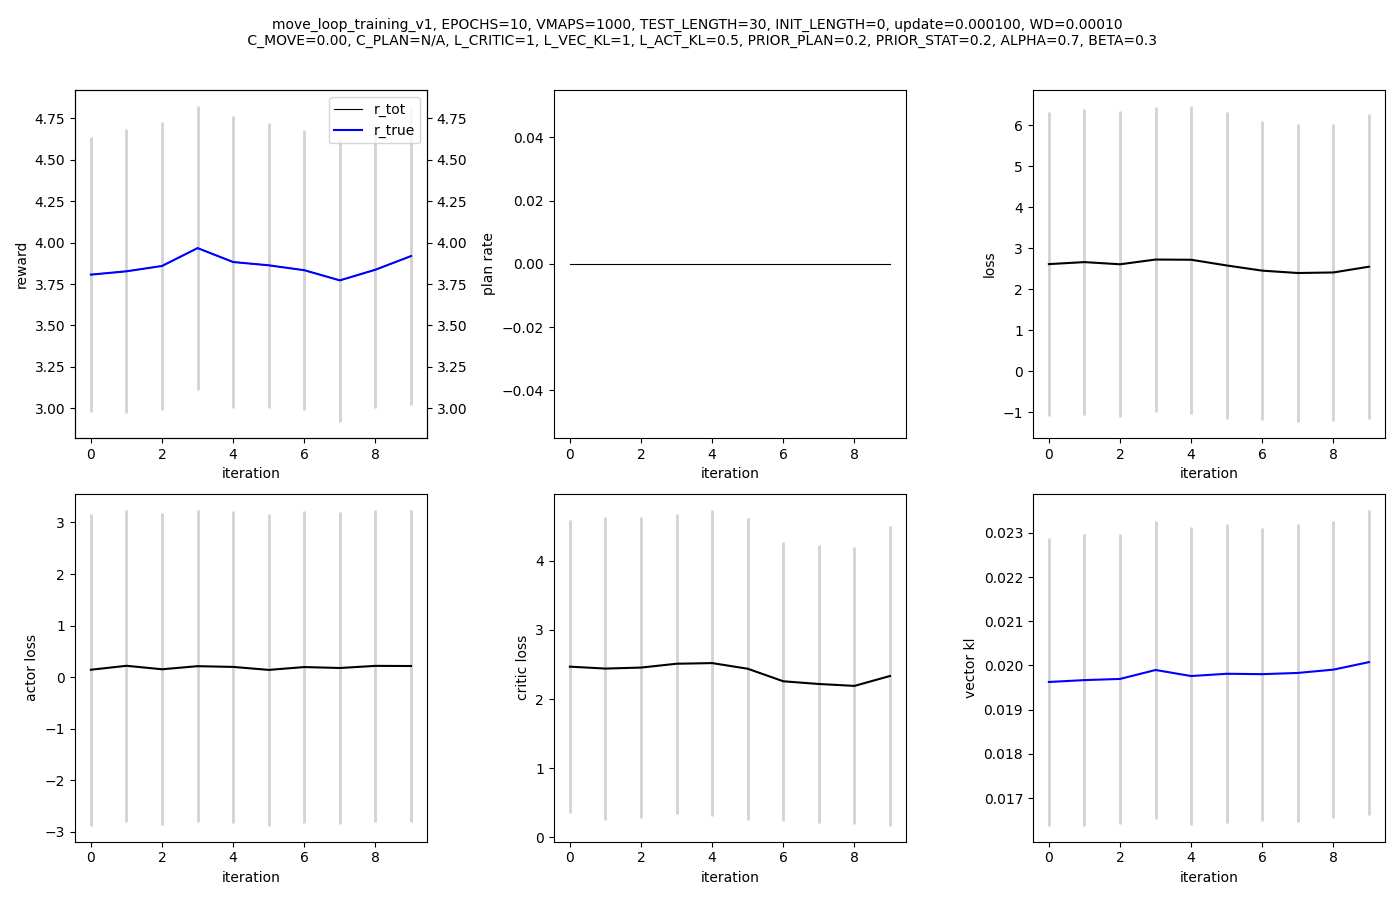 move_loop_training_v1, EPOCHS=10, VMAPS=1000, TEST_LENGTH=30, INIT_LENGTH=0, update=0.000100, WD=0.00010
C_MOVE=0.00, C_PLAN=N/A, L_CRITIC=1, L_VEC_KL=1, L_ACT_KL=0.5, PRIOR_PLAN=0.2, PRIOR_STAT=0.2, ALPHA=0.7, BETA=0.3
reward
4.75
4.50
4.25
4.00
3.75
3.50
3.25
3.00
r_tot
r_true
4.75
4.50
4.25
4.00
3.75
3.50
3.25
3.00
0 2 4 6 8
iteration
plan rate
0.04
0.02
0.00
−0.02
−0.04
0 2 4 6 8
iteration
loss
6
5
4
3
2
1
0
−1
0 2 4 6 8
iteration
actor loss
3
2
1
0
−1
−2
−3
0 2 4 6 8
iteration
critic loss
4
3
2
1
0
0 2 4 6 8
iteration
vector kl
0.023
0.022
0.021
0.020
0.019
0.018
0.017
0 2 4 6 8
iteration